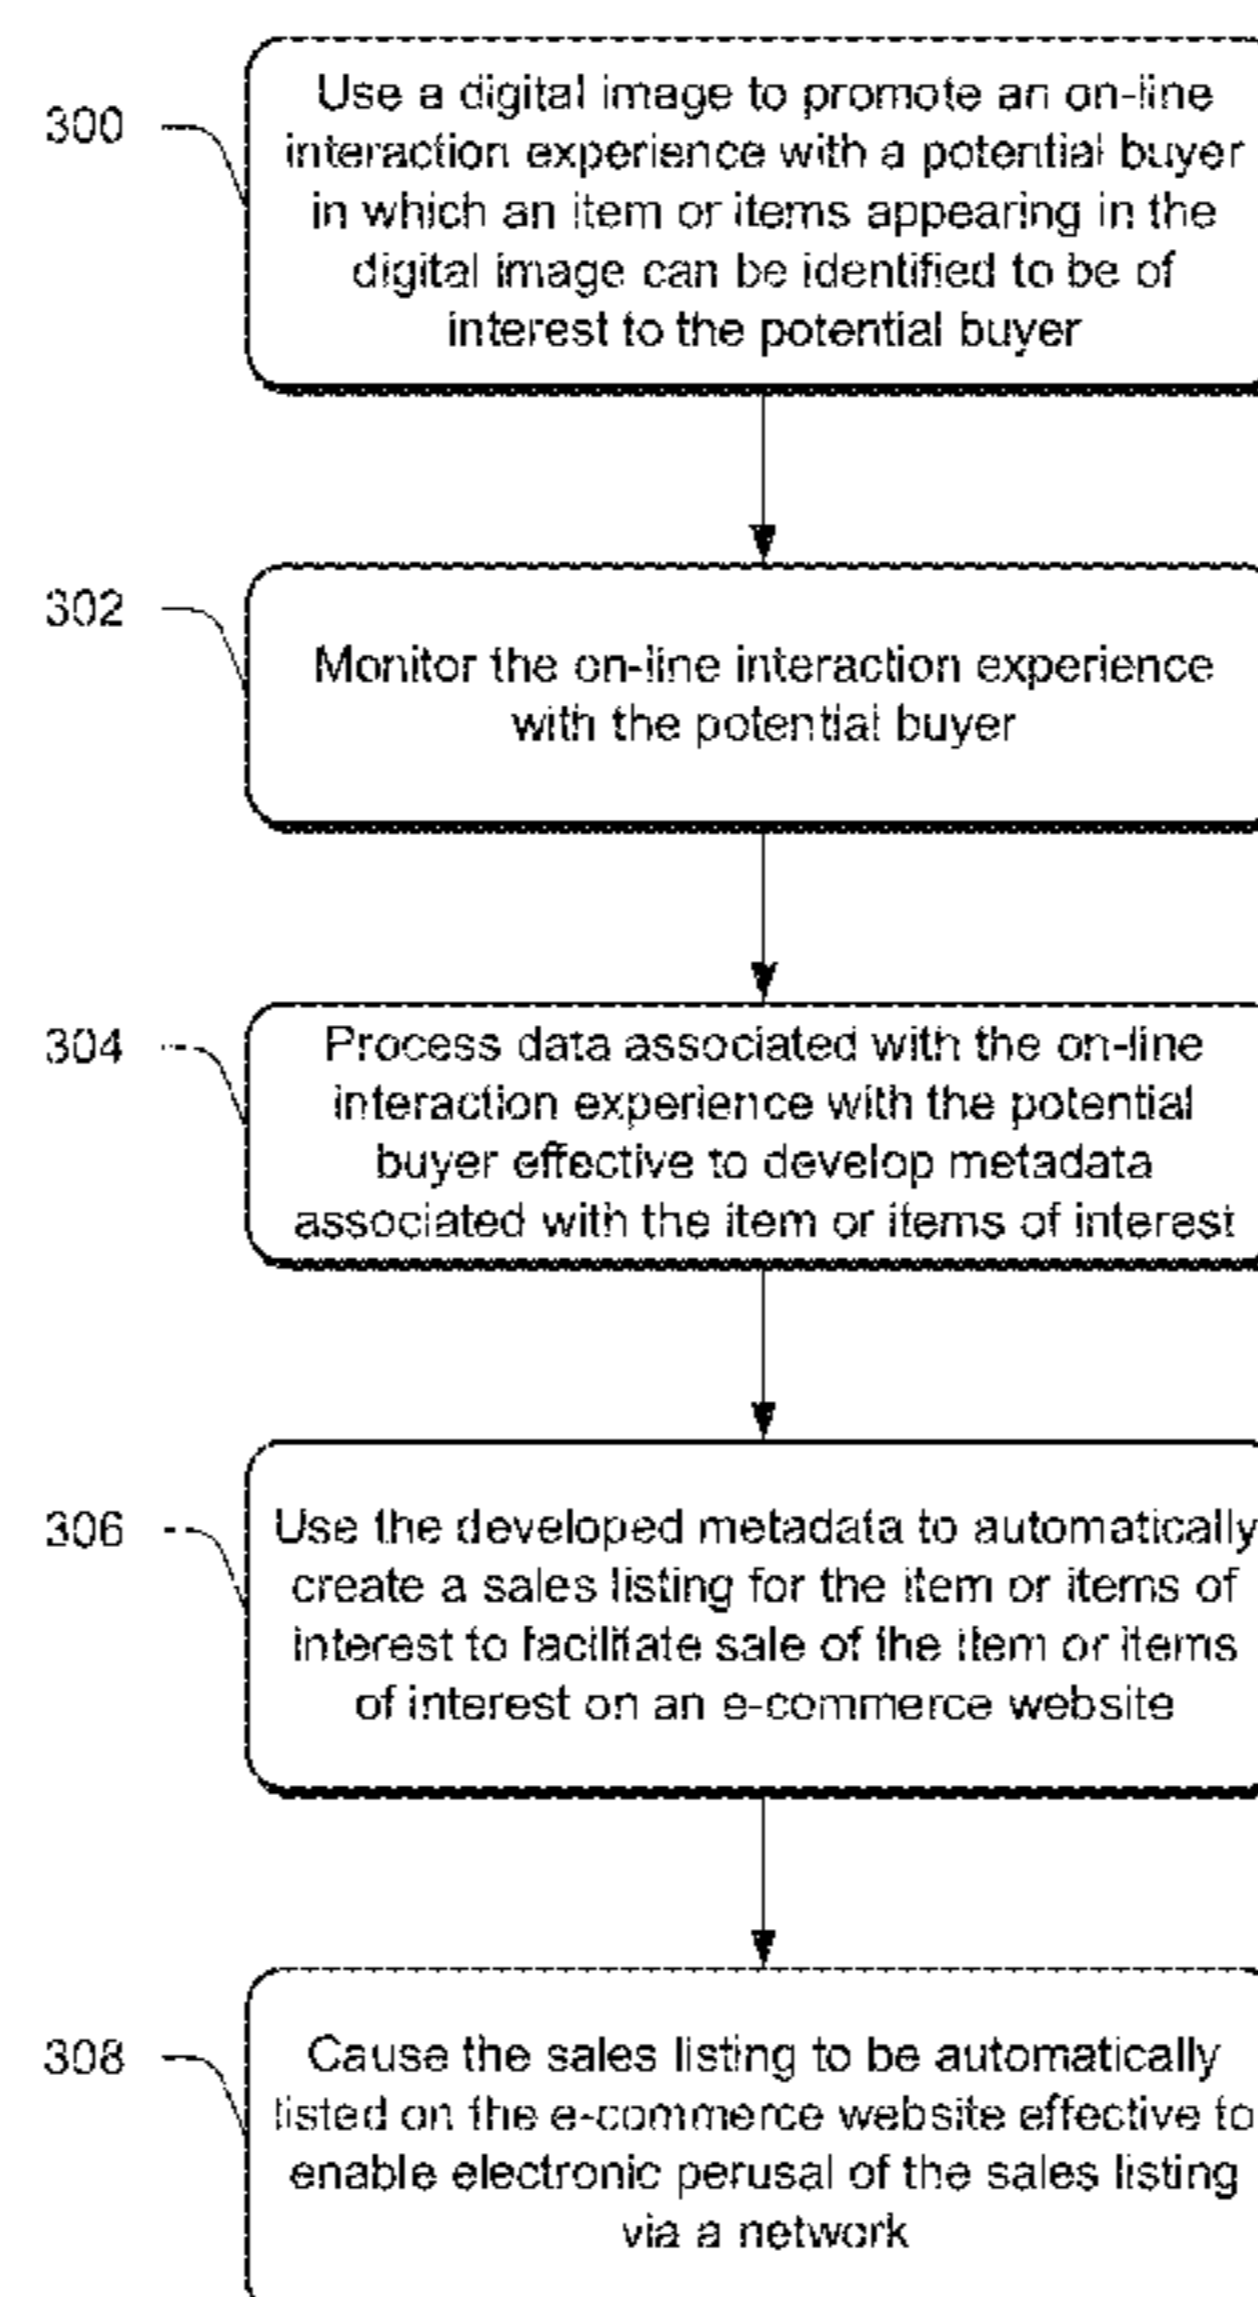 300
Use a digital image to promote an on-line
interaction experience with a potential buyer
in which an item or items appearing in the
digital image can be identified to be of
interest to the potential buyer
302
Monitor the on-line interaction experience
with the potential buyer
304
Process data associated with the on-line
interaction experience with the potential
buyer effective to develop metadata
associated with the item or items of interest
306
Use the developed metadata to automatically
create a sales listing for the item or items of
interest to facilitate sale of the item or items
of interest on an e-commerce website
308
Cause the sales listing to be automatically
listed on the e-commerce website effective to
enable electronic perusal of the sales listing
via a network